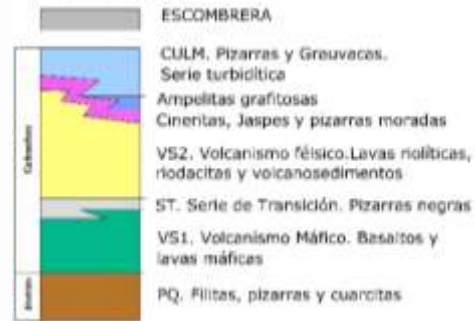 ESCOMBRERA
CULM. Pizarras y Grauvacas.
Serie turbidítica
Ampelitas grafitosas
Cineritas, Jaspes y pizarras moradas
VS2. Volcanismo félsico.Lavas riolíticas,
riodacitas y volcanosedimentos
ST. Serie de Transición. Pizarras negras
VS1. Volcanismo Máfico. Basaltos y
lavas máficas
PQ. Filitas, pizarras y cuarcitas